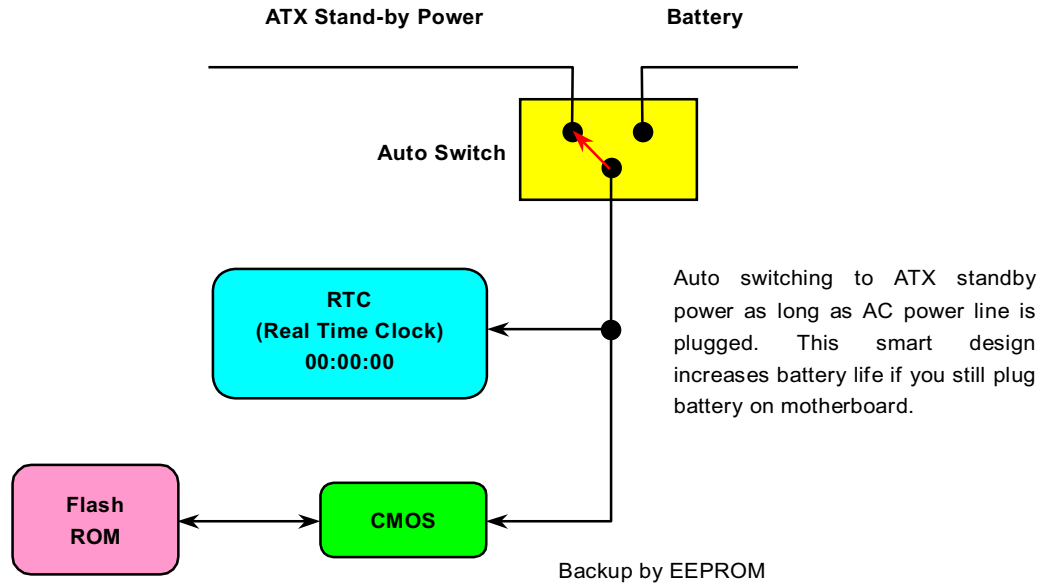 ATX Stand-by Power
Battery
Auto Switch
RTC
(Real Time Clock)
00:00:00
Auto switching to ATX standby
power as long as AC power line is
plugged. This smart design
increases battery life if you still plug
battery on motherboard.
Flash
ROM
CMOS
Backup by EEPROM